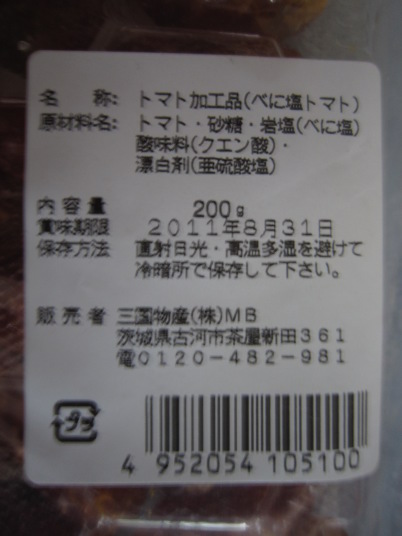 名　　称: トマト加工品(べに塩トマト)
原材料名: トマト・砂糖・岩塩(べに塩)
酸味料(クエン酸)・
漂白剤(亜硫酸塩)
内容量　200g
賞味期限　2011年8月31日
保存方法　直射日光・高温多湿を避けて
冷暗所で保存して下さい。
販売者　三国物産(株)MB
茨城県古河市茶屋新田361
電0120-482-981
プラ
4 952054 105100